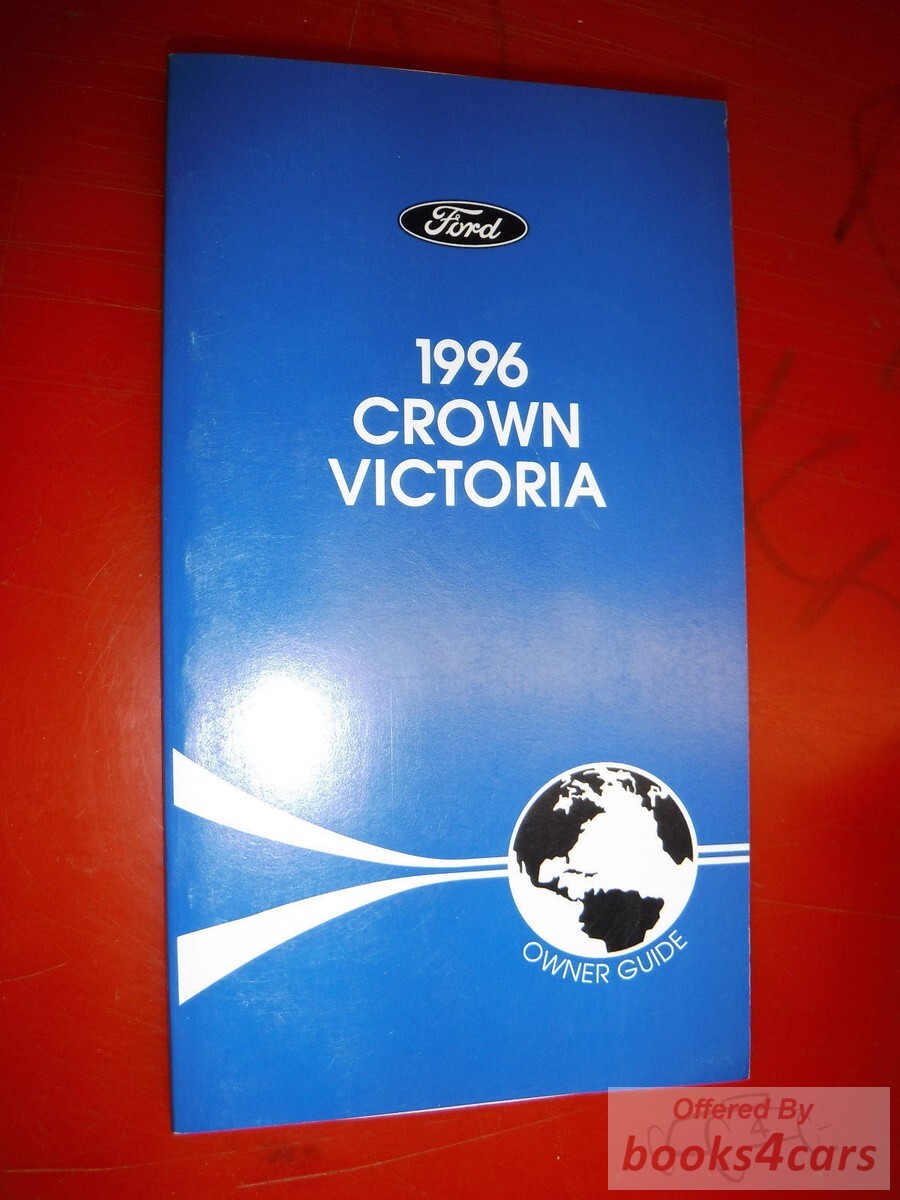 Ford
1996
CROWN
VICTORIA
OWNER GUIDE
Offered By
books4cars